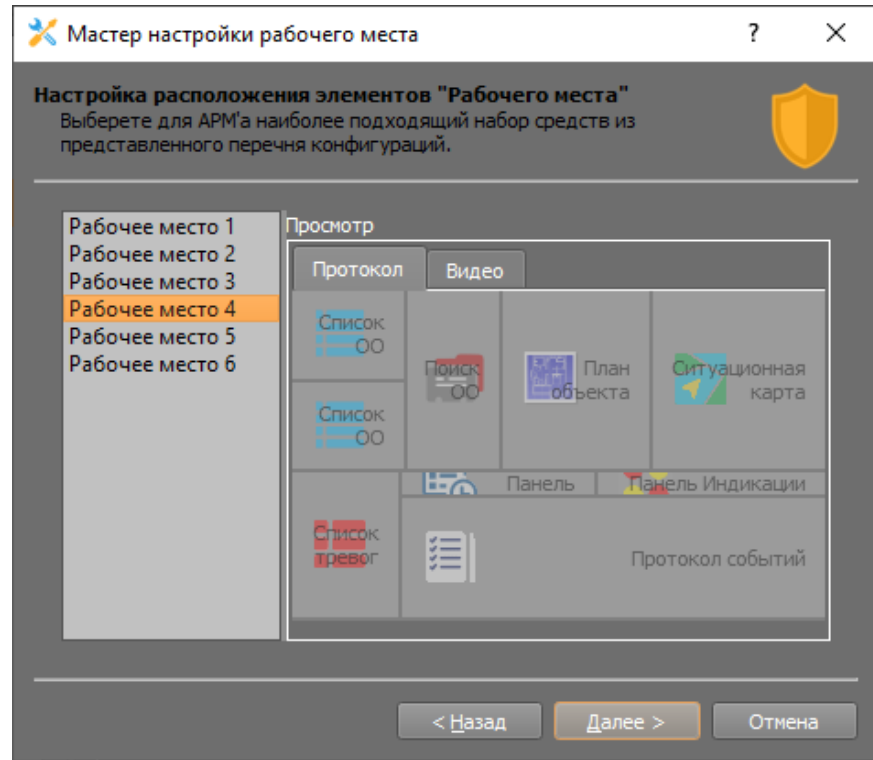 Мастер настройки рабочего места
?
Настройка расположения элементов "Рабочего места"
Выберете для АРМ'а наиболее подходящий набор средств из
представленного перечня конфигураций.
Рабочее место 1
Рабочее место 2
Рабочее место 3
Рабочее место 4
Рабочее место 5
Рабочее место 6
Просмотр
Протокол
Видео
Список
ОО
Список
ОО
Поиск
ОО
План
объекта
Ситуационная
карта
Панель
Панель Индикации
Список
тревог
Протокол событий
< Назад
Далее >
Отмена